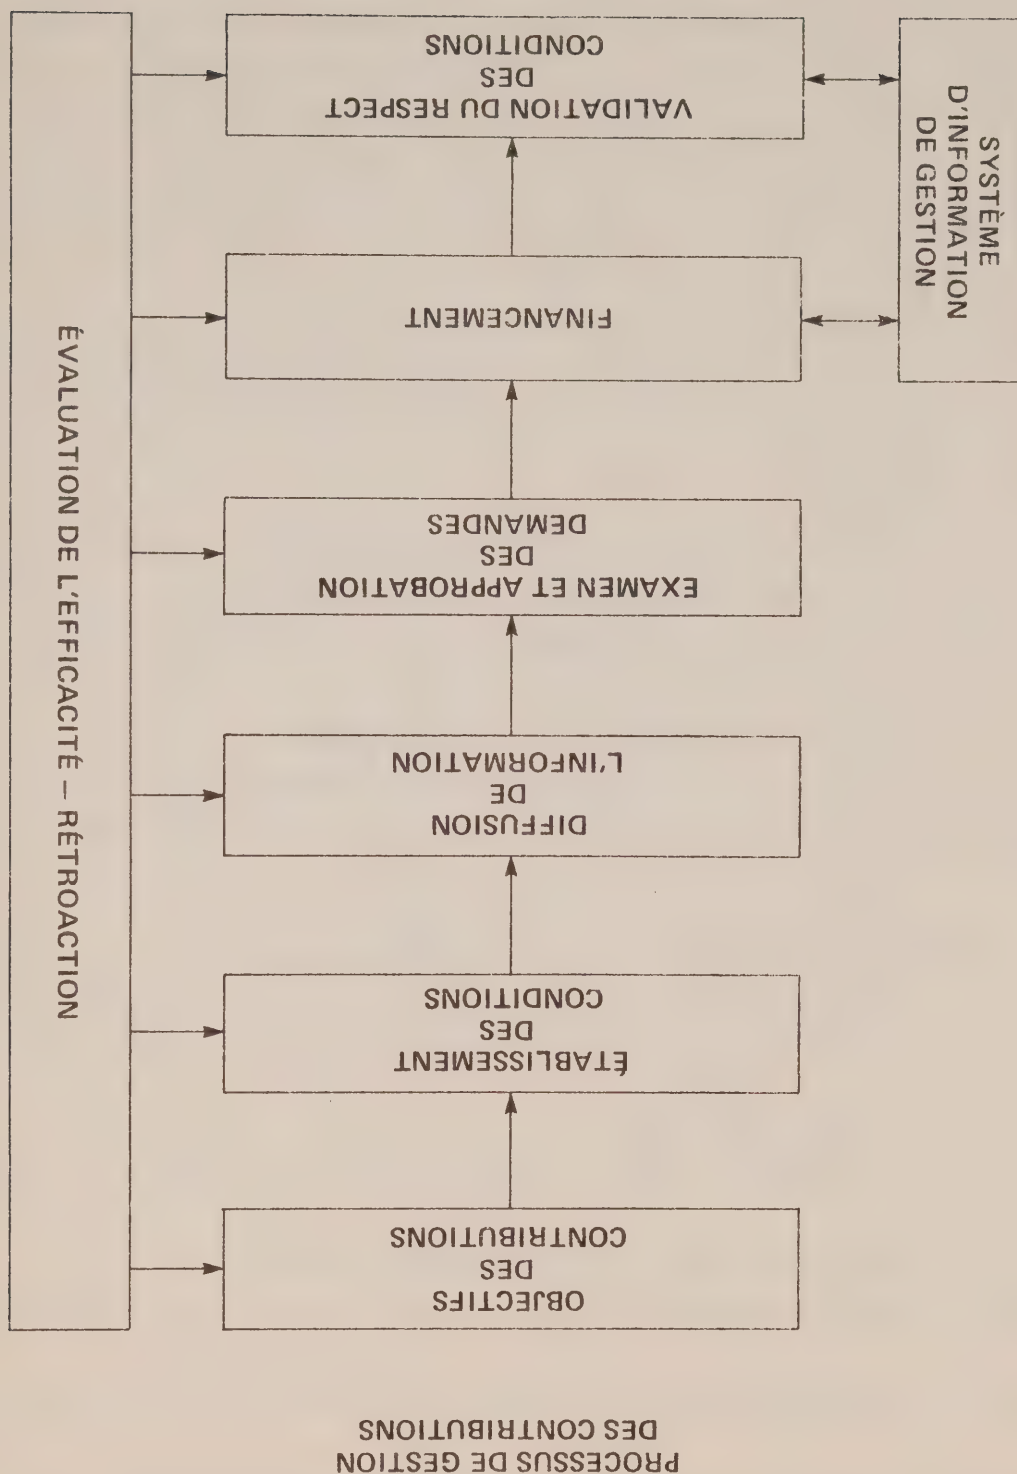 PROCESSUS DE GESTION
DES CONTRIBUTIONS
OBJECTIFS
DES
CONTRIBUTIONS
ÉTABLISSEMENT
DES
CONDITIONS
DIFFUSION
DE
L'INFORMATION
EXAMEN ET APPROBATION
DES
DEMANDES
FINANCEMENT
VALIDATION DU RESPECT
DES
CONDITIONS
SYSTÈME
D'INFORMATION
DE GESTION
ÉVALUATION DE L'EFFICACITÉ — RÉTROACTION